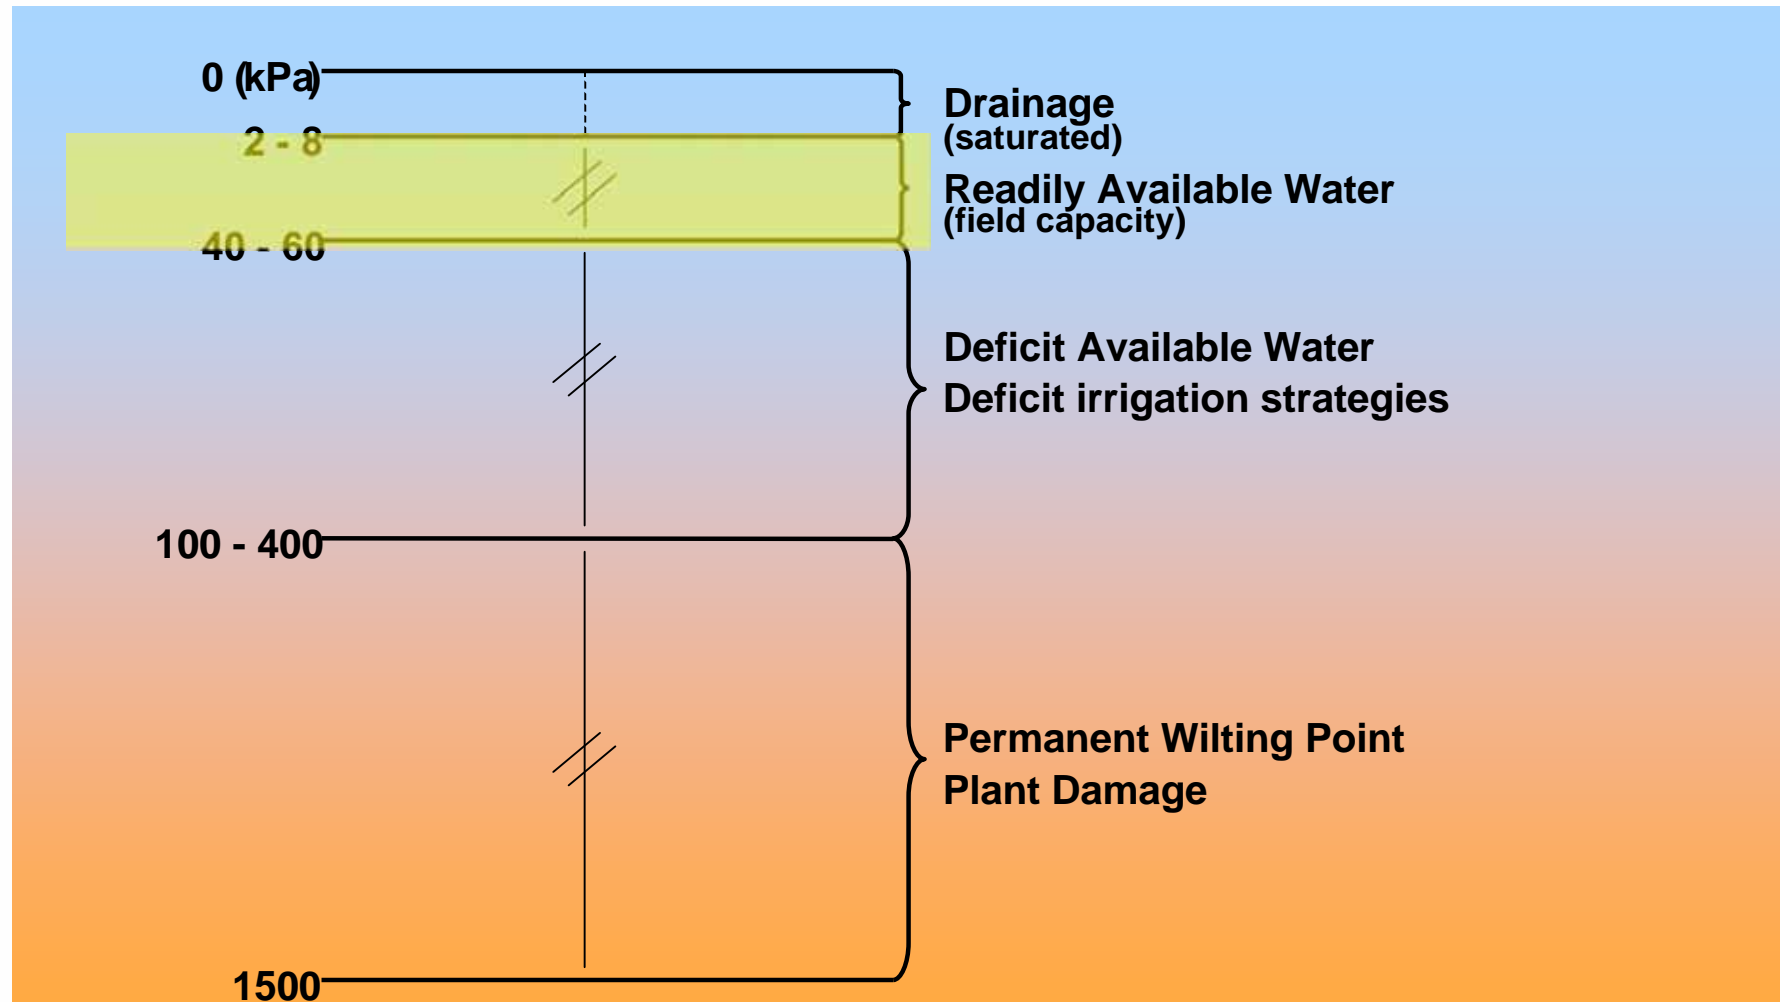 0 (kPa)
Drainage
(saturated)
2 - 8
Readily Available Water
(field capacity)
40 - 60
Deficit Available Water
Deficit irrigation strategies
100 - 400
Permanent Wilting Point
Plant Damage
1500